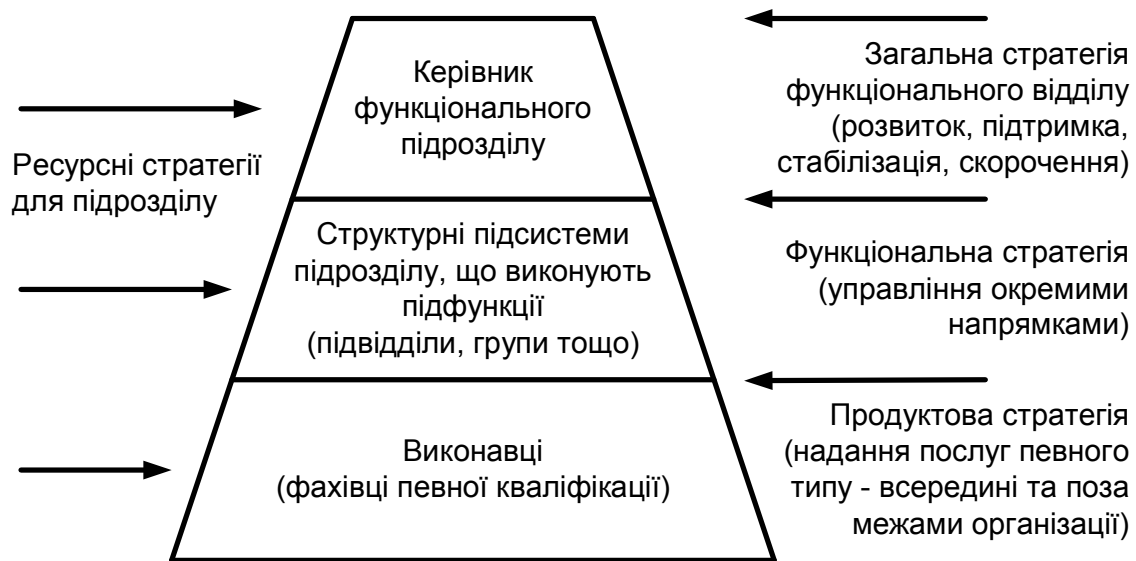 Керівник
функціонального
підрозділу
Загальна стратегія
функціонального відділу
(розвиток, підтримка,
стабілізація, скорочення)
Ресурсні стратегії
для підрозділу
Структурні підсистеми
підрозділу, що виконують
підфункції
(підвідділи, групи тощо)
Функціональна стратегія
(управління окремими
напрямками)
Виконавці
(фахівці певної кваліфікації)
Продуктова стратегія
(надання послуг певного
типу - всередині та поза
межами організації)